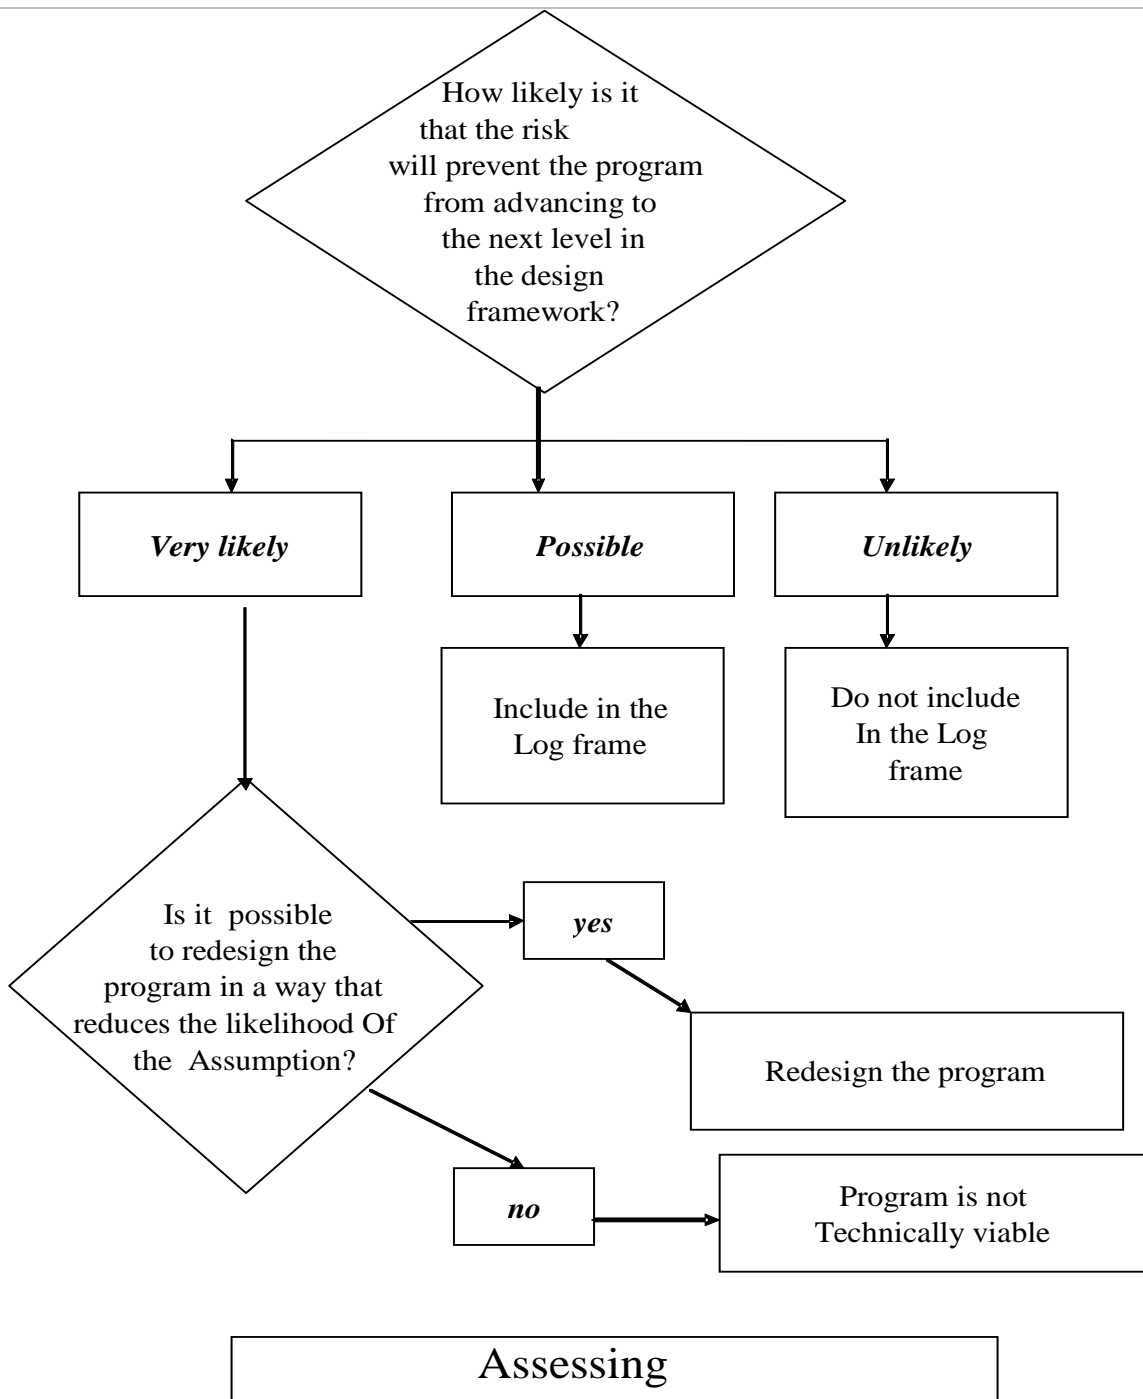 How likely is it
that the risk
will prevent the program
from advancing to
the next level in
the design
framework?
Very likely
Possible
Unlikely
Include in the
Log frame
Do not include
In the Log
frame
Is it possible
to redesign the
program in a way that
reduces the likelihood Of
the Assumption?
yes
Redesign the program
no
Program is not
Technically viable
Assessing